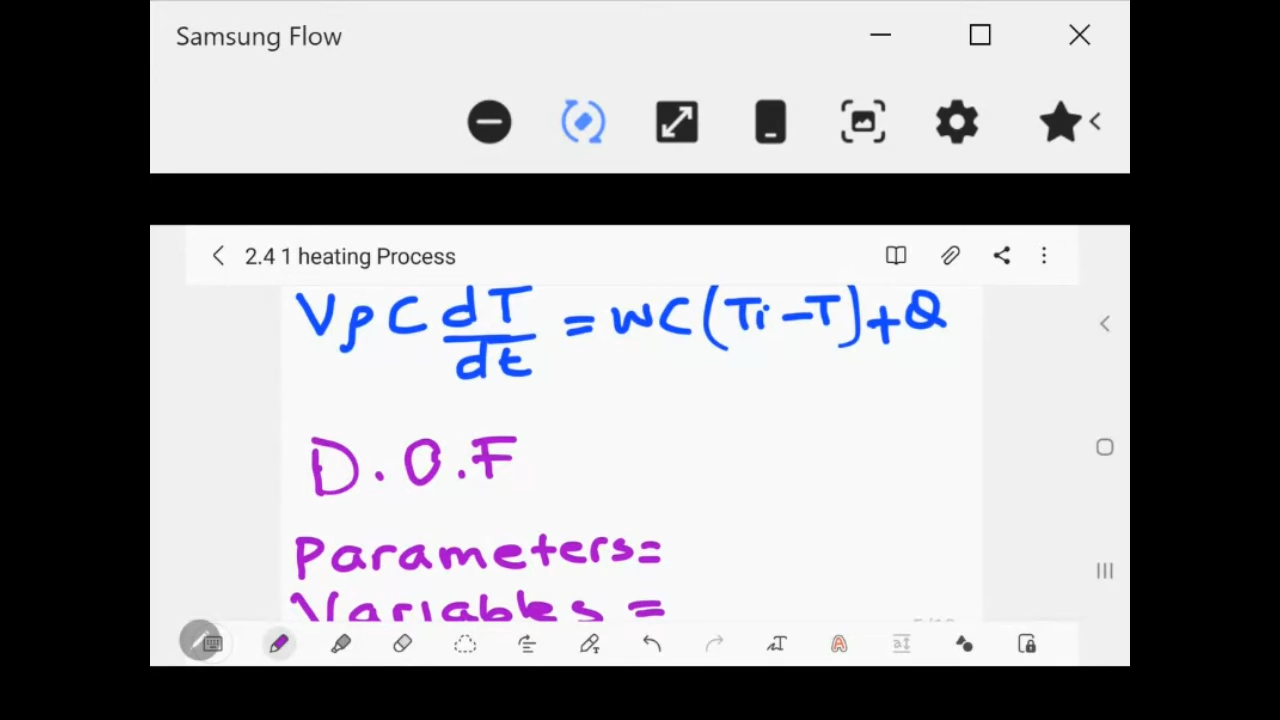 Samsung Flow
2.4 1 heating Process
VρC dT/dt = WC(Ti-T)+Q
D.O.F
Parameters=
Variables =